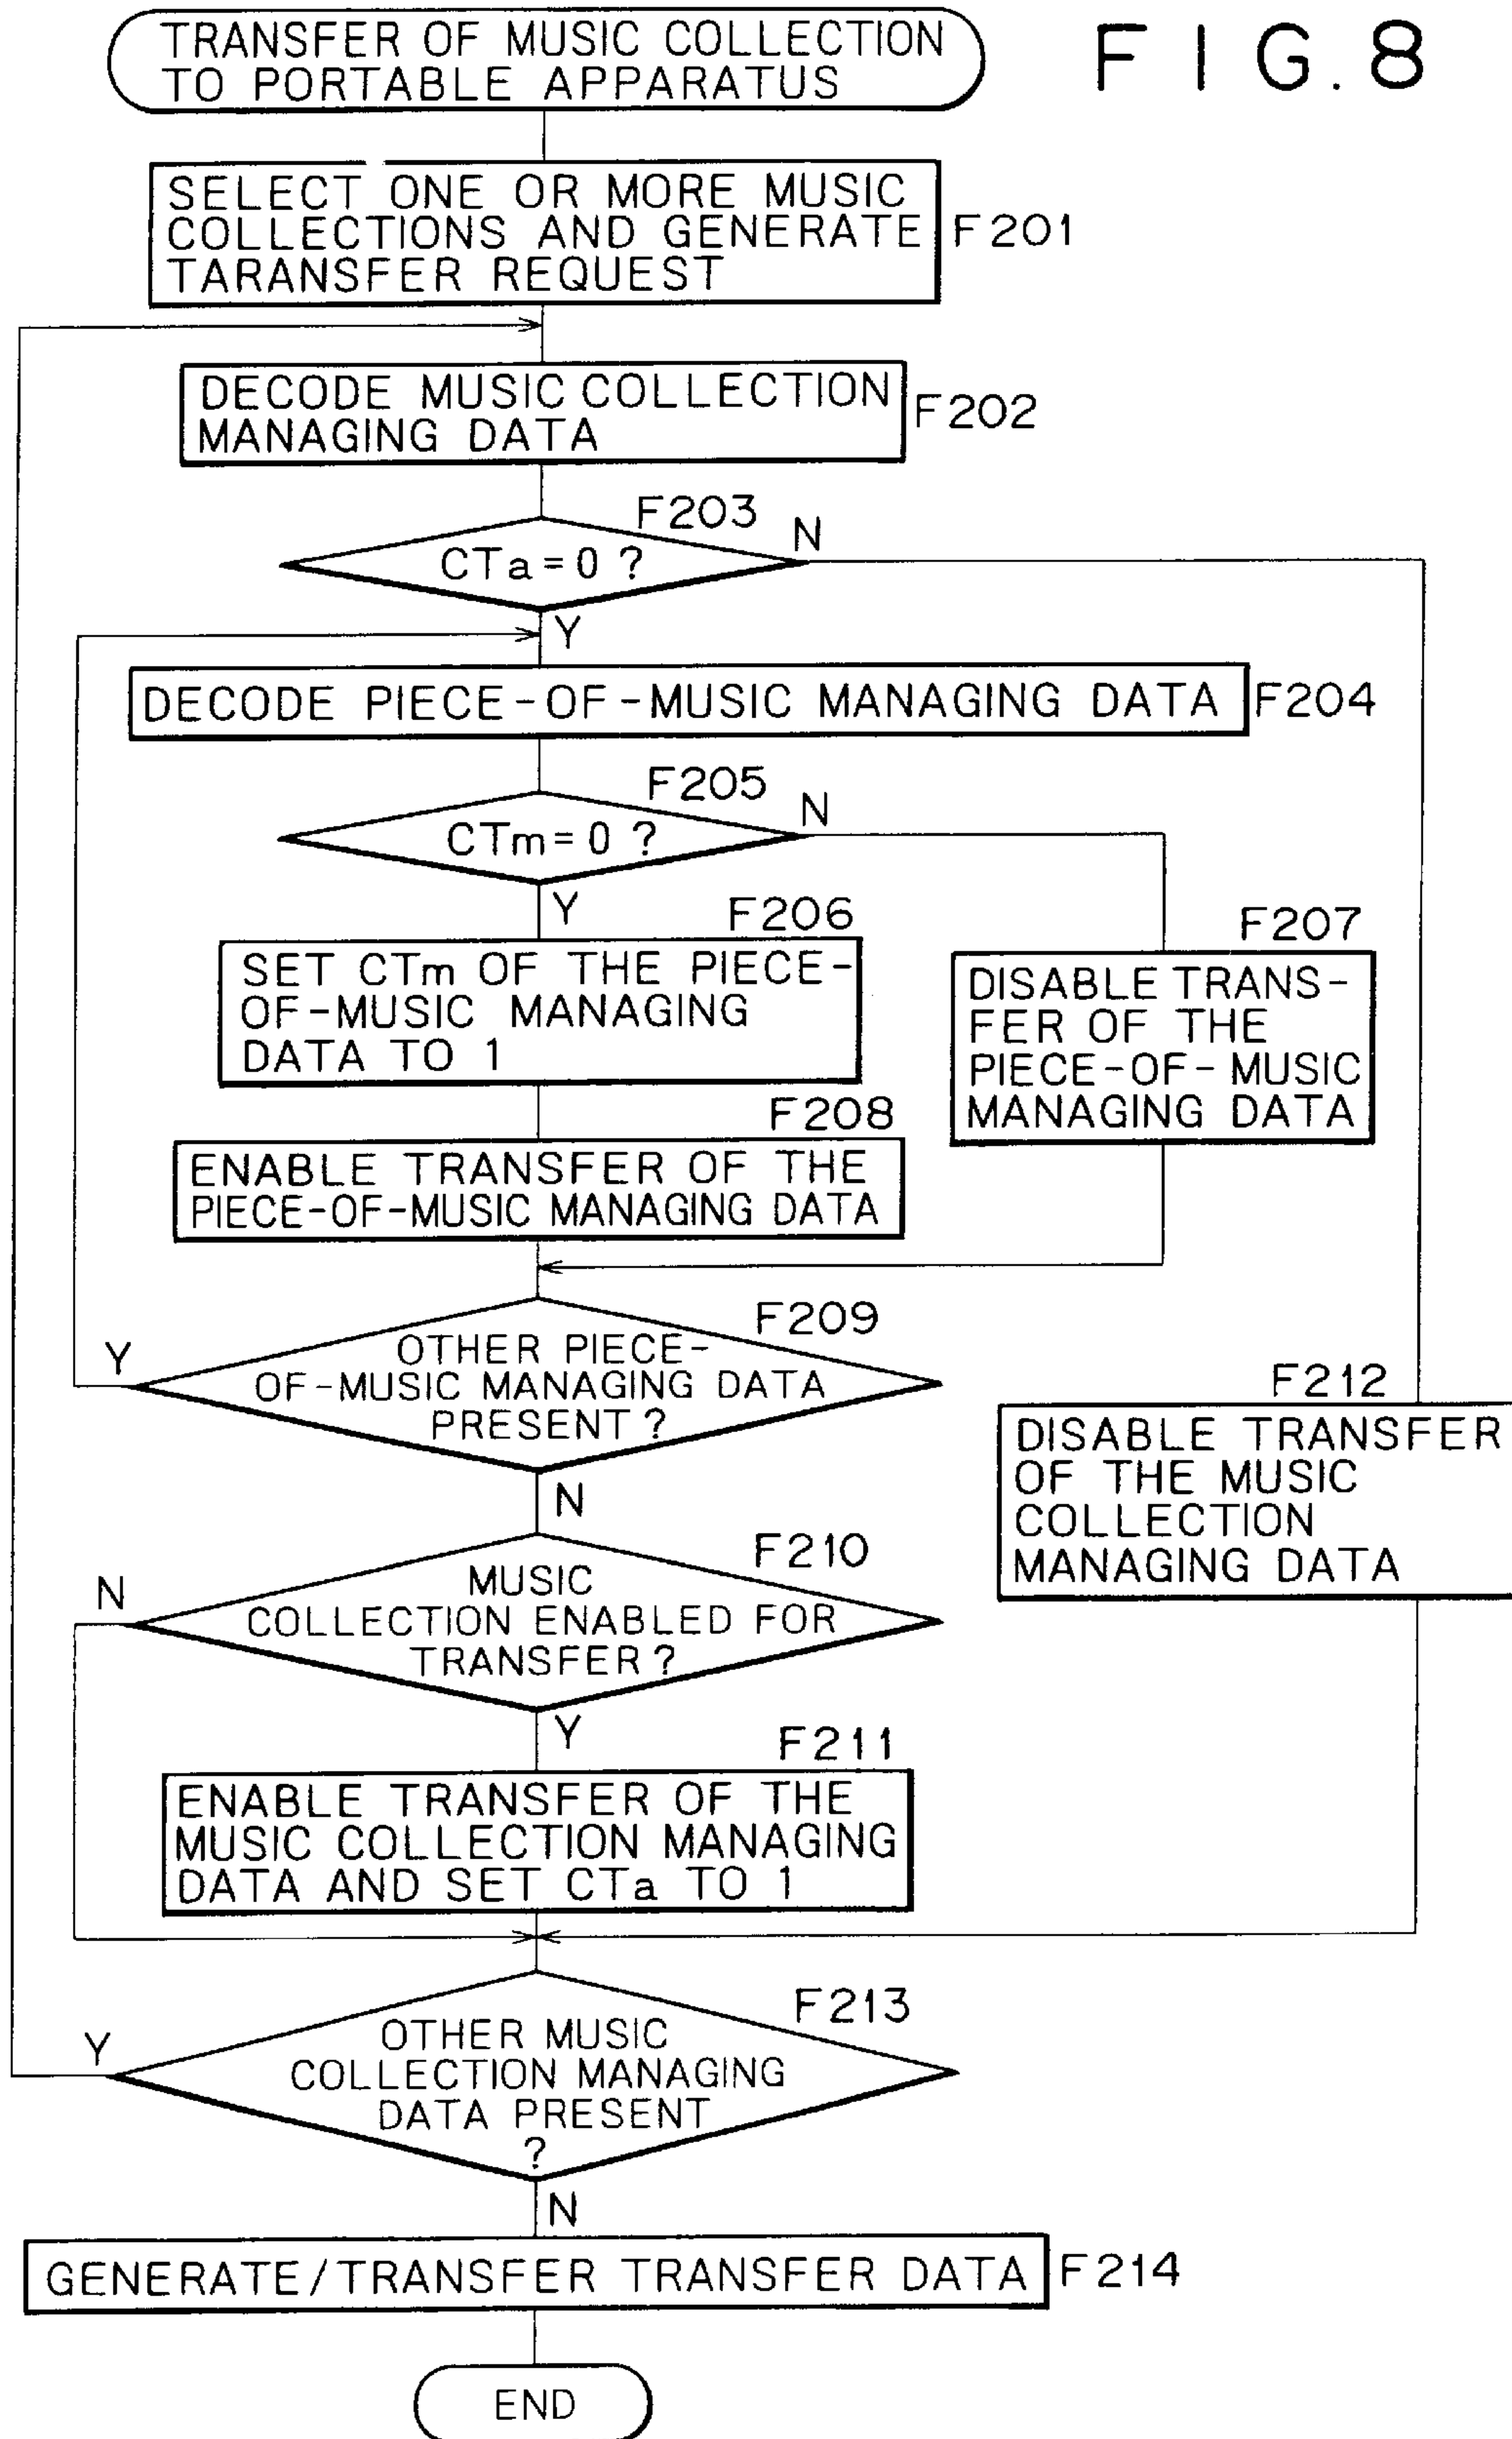 TRANSFER OF MUSIC COLLECTION
TO PORTABLE APPARATUS
FIG.8
SELECT ONE OR MORE MUSIC
COLLECTIONS AND GENERATE
TARANSFER REQUEST
F201
DECODE MUSIC COLLECTION
MANAGING DATA
F202
F203
CTa=0 ?
N
Y
DECODE PIECE-OF-MUSIC MANAGING DATA
F204
F205
CTm=0 ?
N
Y
F206
SET CTm OF THE PIECE-
OF-MUSIC MANAGING
DATA TO 1
F207
DISABLE TRANS-
FER OF THE
PIECE-OF-MUSIC
MANAGING DATA
F208
ENABLE TRANSFER OF THE
PIECE-OF-MUSIC MANAGING DATA
F209
OTHER PIECE-
OF-MUSIC MANAGING DATA
PRESENT?
Y
N
F212
DISABLE TRANSFER
OF THE MUSIC
COLLECTION
MANAGING DATA
F210
MUSIC
COLLECTION ENABLED FOR
TRANSFER?
N
Y
F211
ENABLE TRANSFER OF THE
MUSIC COLLECTION MANAGING
DATA AND SET CTa TO 1
F213
OTHER MUSIC
COLLECTION MANAGING
DATA PRESENT
?
Y
N
GENERATE/TRANSFER TRANSFER DATA
F214
END